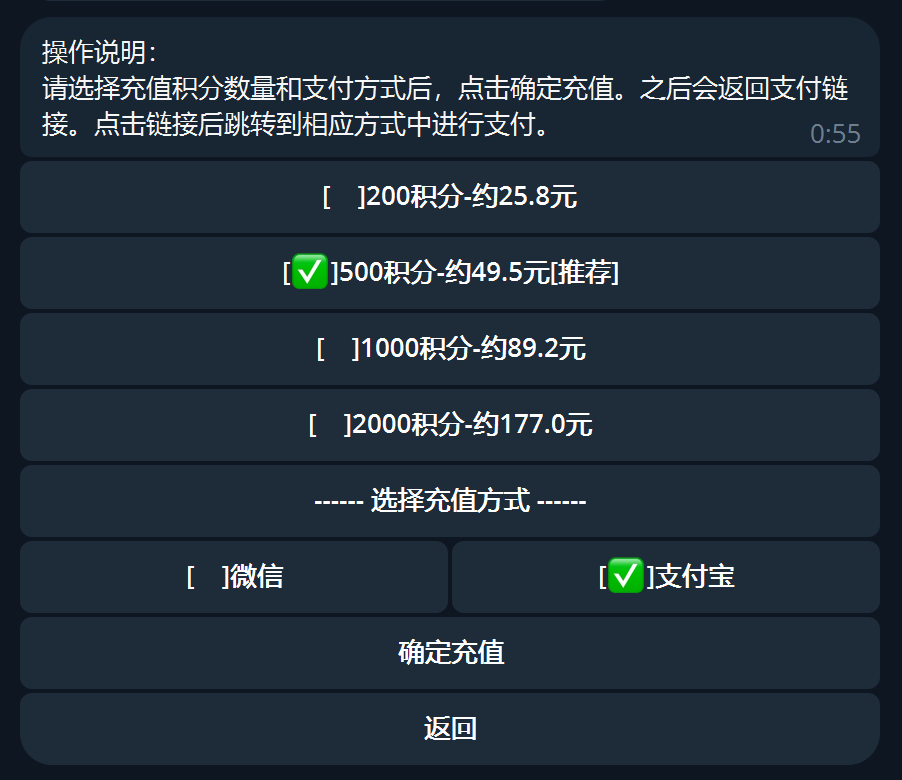 操作说明：
请选择充值积分数量和支付方式后，点击确定充值。之后会返回支付链
接。点击链接后跳转到相应方式中进行支付。
0:55
[　]200积分-约25.8元
[✅]500积分-约49.5元[推荐]
[　]1000积分-约89.2元
[　]2000积分-约177.0元
------ 选择充值方式 ------
[　]微信
[✅]支付宝
确定充值
返回